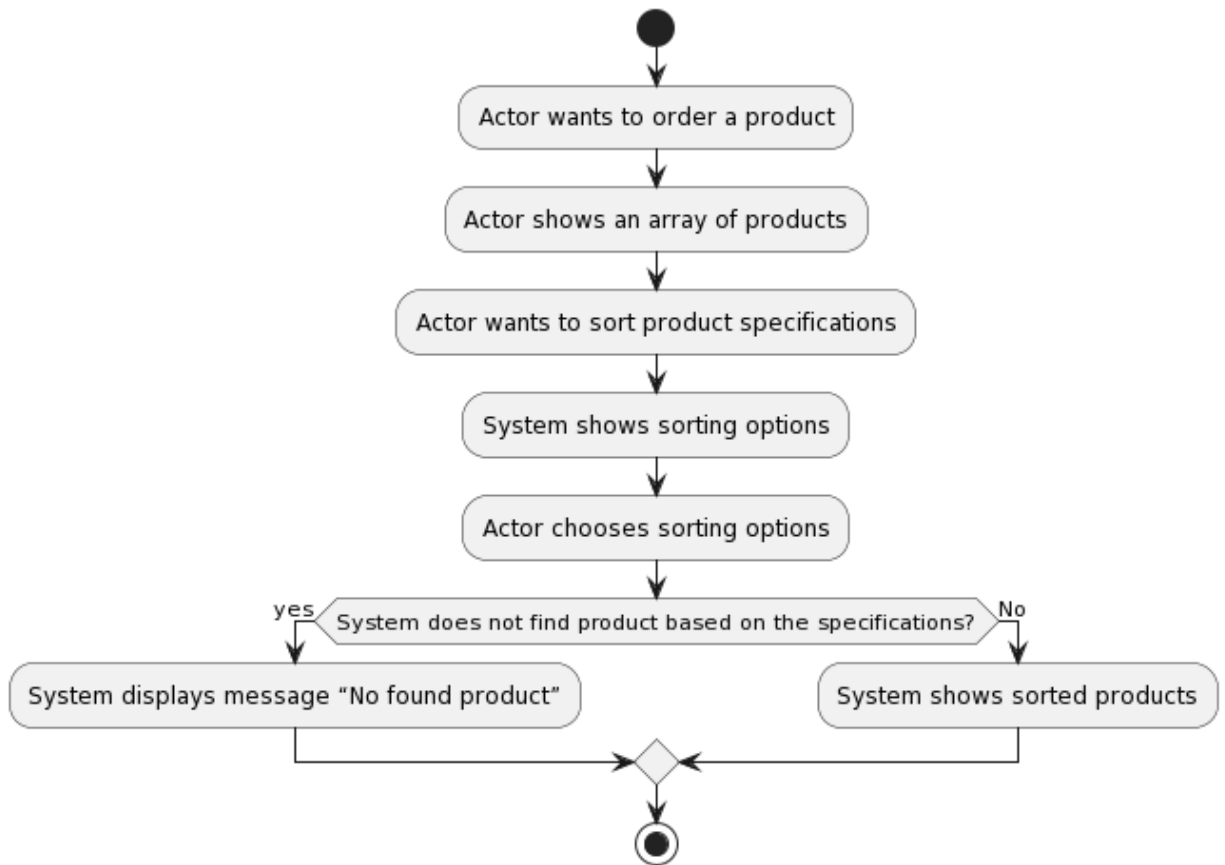 Actor wants to order a product
Actor shows an array of products
Actor wants to sort product specifications
System shows sorting options
Actor chooses sorting options
yes
System does not find product based on the specifications?
No
System displays message “No found product”
System shows sorted products